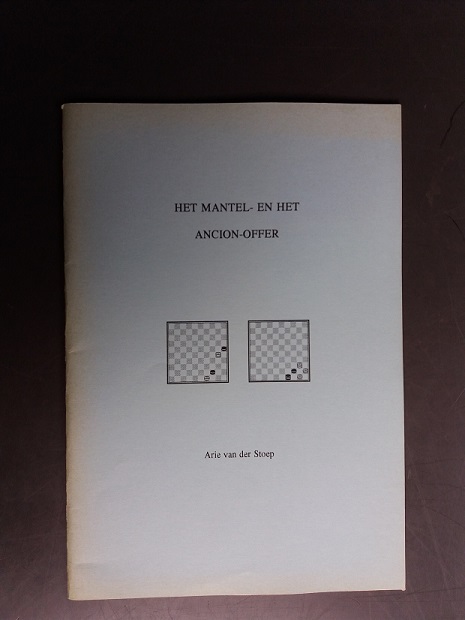 HET MANTEL- EN HET
ANCION-OFFER
Arie van der Stoep